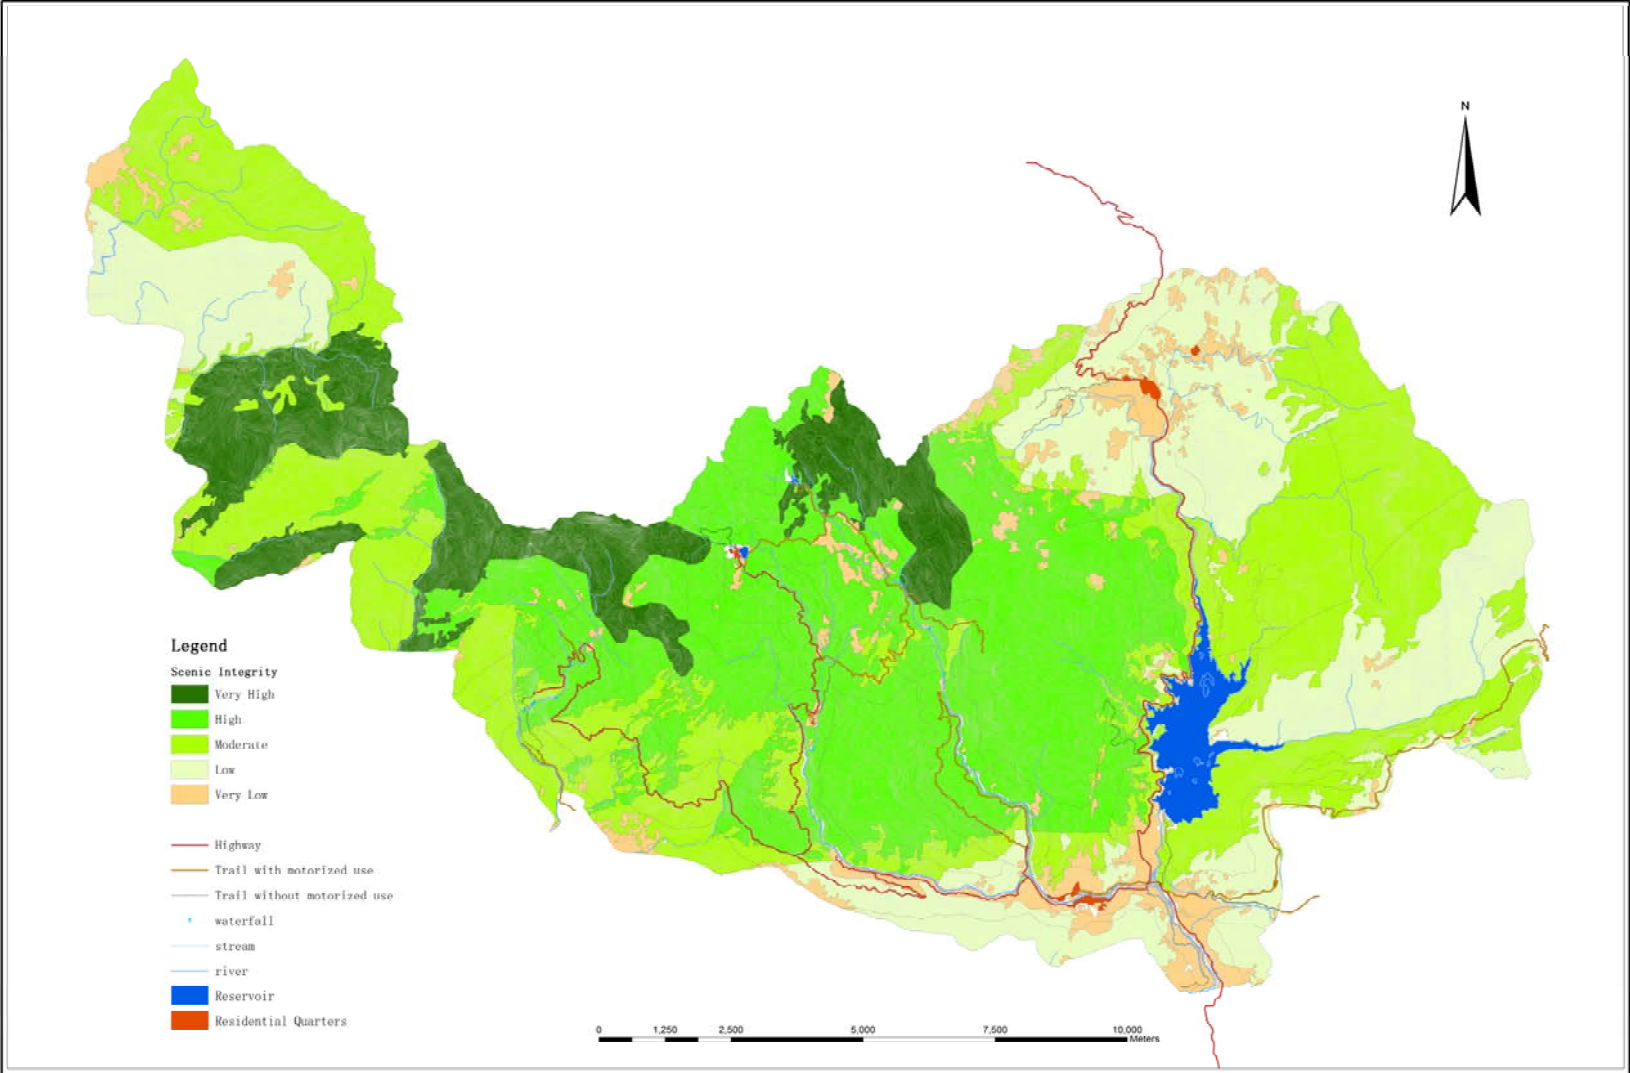 N
Legend
Scenic Integrity
Very High
High
Moderate
Low
Very Low
Highway
Trail with motorized use
Trail without motorized use
waterfall
stream
river
Reservoir
Residential Quarters
0 1,250 2,500 5,000 7,500 10,000
Meters